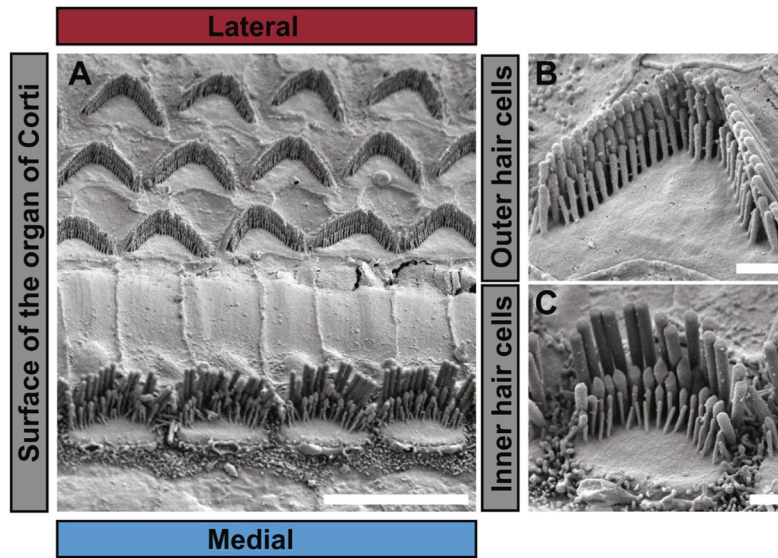 Lateral
Surface of the organ of Corti
A
B
Outer hair cells
C
Inner hair cells
Medial